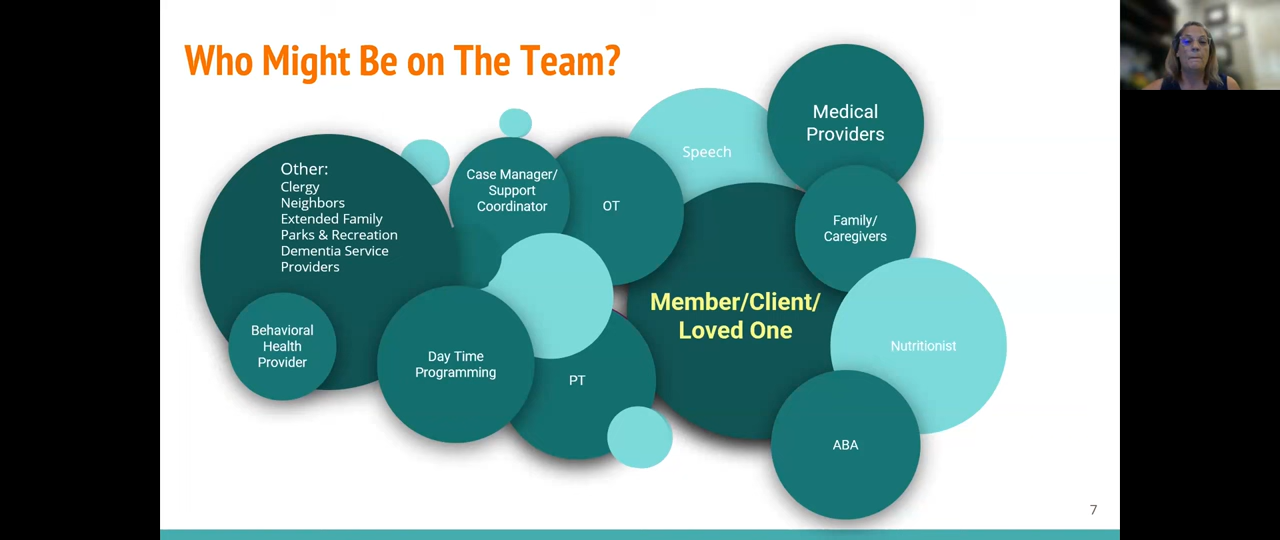 Who Might Be on The Team?
Medical
Providers
Speech
Other:
Clergy
Neighbors
Extended Family
Parks & Recreation
Dementia Service
Providers
Case Manager/
Support
Coordinator
OT
Family/
Caregivers
Member/Client/
Loved One
Behavioral
Health
Provider
Day Time
Programming
PT
Nutritionist
ABA
7